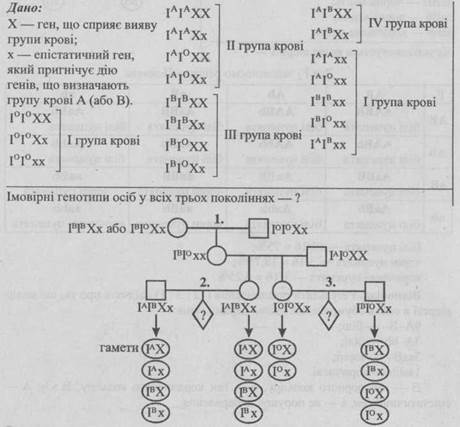 Дано:
X — ген, що сприяє вияву
групи крові;
x — епістатичний ген,
який пригнічує дію
генів, що визначають
групу крові A (або B).
IᴼIᴼXX
IᴼIᴼXx
IᴼIᴼxx
I група крові
IᴬIᴬXX
IᴬIᴬXx
IᴬIᴼXX
IᴬIᴼXx
II група крові
IᴮIᴮXX
IᴮIᴮXx
IᴮIᴼXX
IᴮIᴼXx
III група крові
IᴬIᴮXX
IᴬIᴮXx
IV група крові
IᴬIᴬxx
IᴬIᴼxx
IᴮIᴮxx
IᴮIᴼxx
IᴬIᴮxx
I група крові
Імовірні генотипи осіб у всіх трьох поколіннях — ?
IᴮIᴮXx або IᴮIᴼXx
1.
IᴼIᴼXx
IᴮIᴼxx
IᴬIᴼXX
2.
3.
?
?
IᴬIᴮXx
IᴬIᴮXx
IᴼIᴼXx
IᴮIᴼXx
гамети
IᴬX
IᴬX
IᴼX
IᴮX
Iᴬx
Iᴬx
Iᴼx
Iᴮx
IᴮX
IᴮX
IᴼX
Iᴮx
Iᴮx
Iᴼx